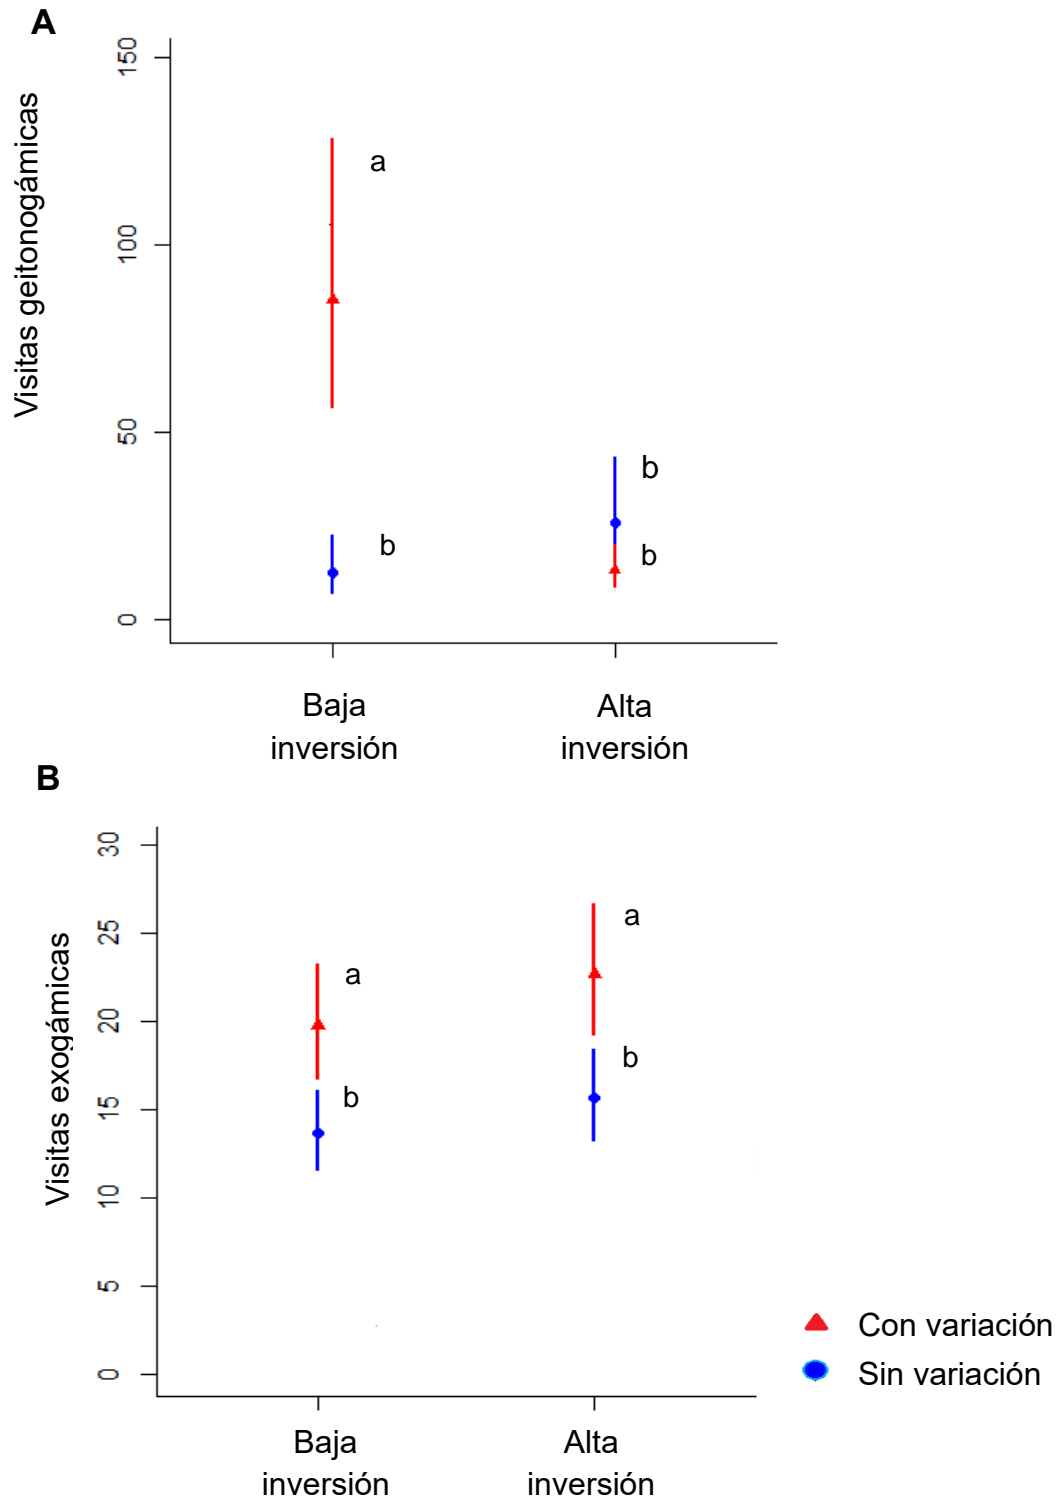 A
150
100
50
0
Visitas geitonogámicas
a
b
b
b
Baja
inversión
Alta
inversión
B
30
25
20
15
10
5
0
Visitas exogámicas
a
b
a
b
Con variación
Sin variación
Baja
inversión
Alta
inversión